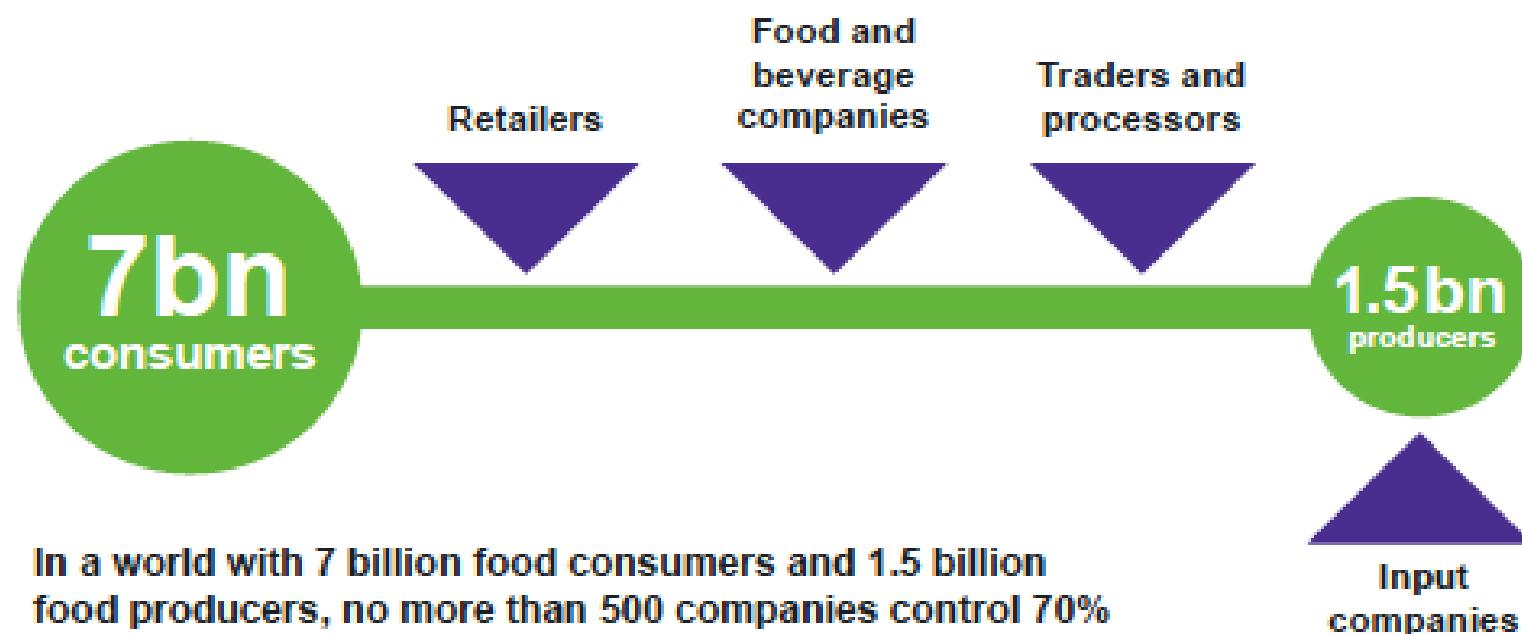 Food and
beverage
companies
Traders and
processors
Retailers
7bn
consumers
1.5bn
producers
In a world with 7 billion food consumers and 1.5 billion
food producers, no more than 500 companies control 70%
Input
companies